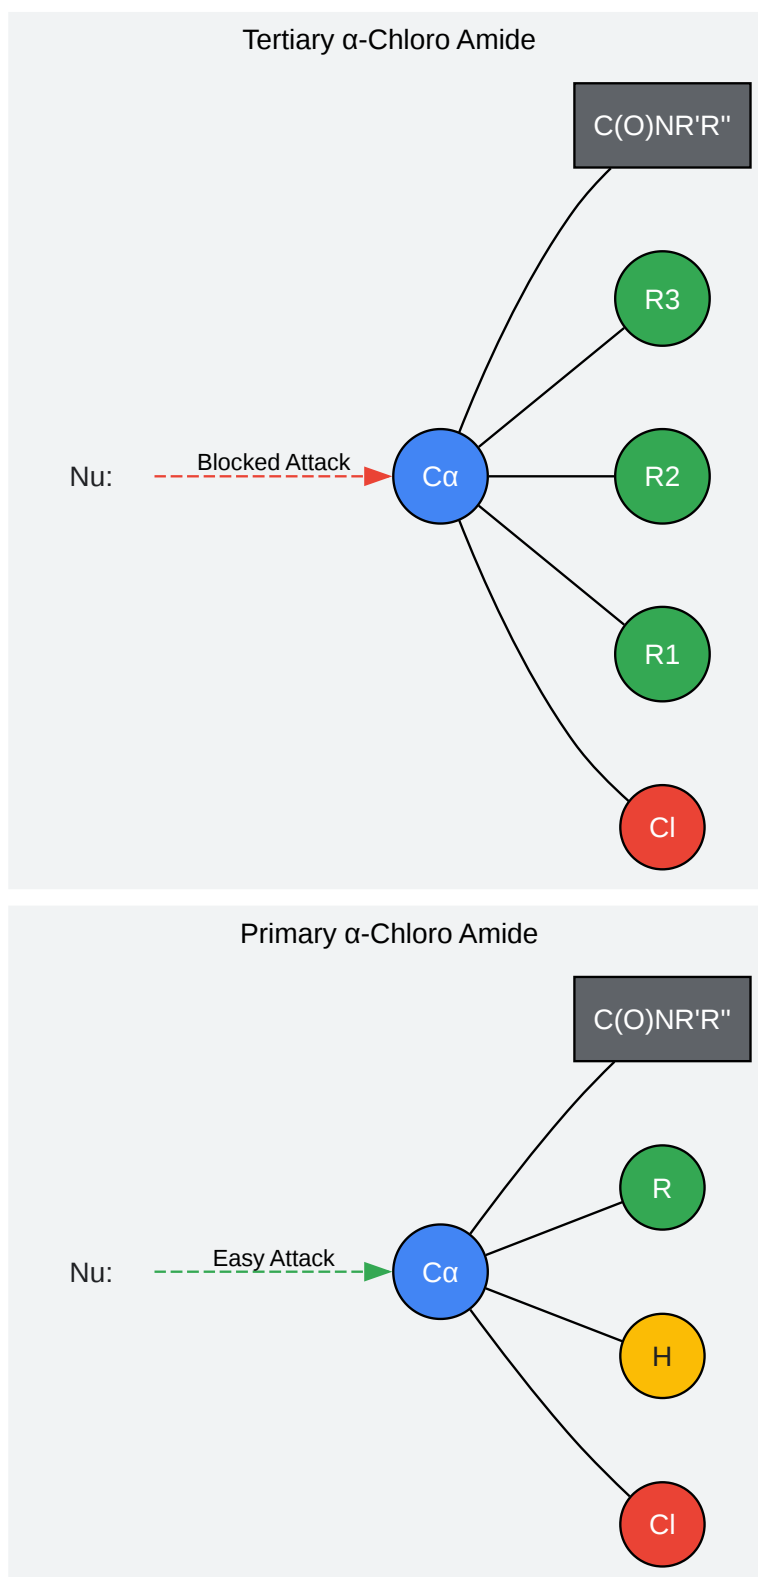 Tertiary α-Chloro Amide
C(O)NR'R"
R3
Nu:
Blocked Attack
Cα
R2
R1
Cl
Primary α-Chloro Amide
C(O)NR'R"
R
Nu:
Easy Attack
Cα
H
Cl